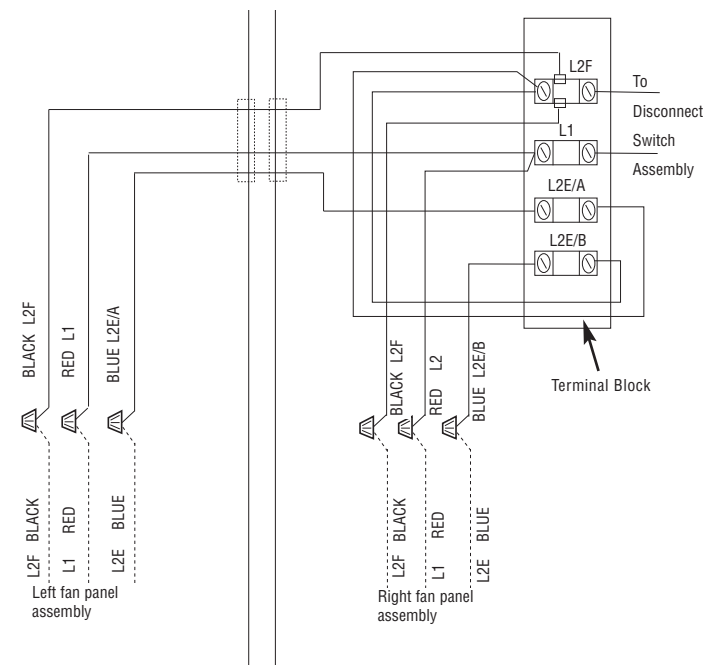 L2F
To
Disconnect
L1
Switch
Assembly
L2E/A
L2E/B
Terminal Block
BLACK L2F
RED L1
BLUE L2E/A
BLACK L2F
RED L2
BLUE L2E/B
L2F BLACK
L1 RED
L2E BLUE
Left fan panel
assembly
L2F BLACK
L1 RED
L2E BLUE
Right fan panel
assembly